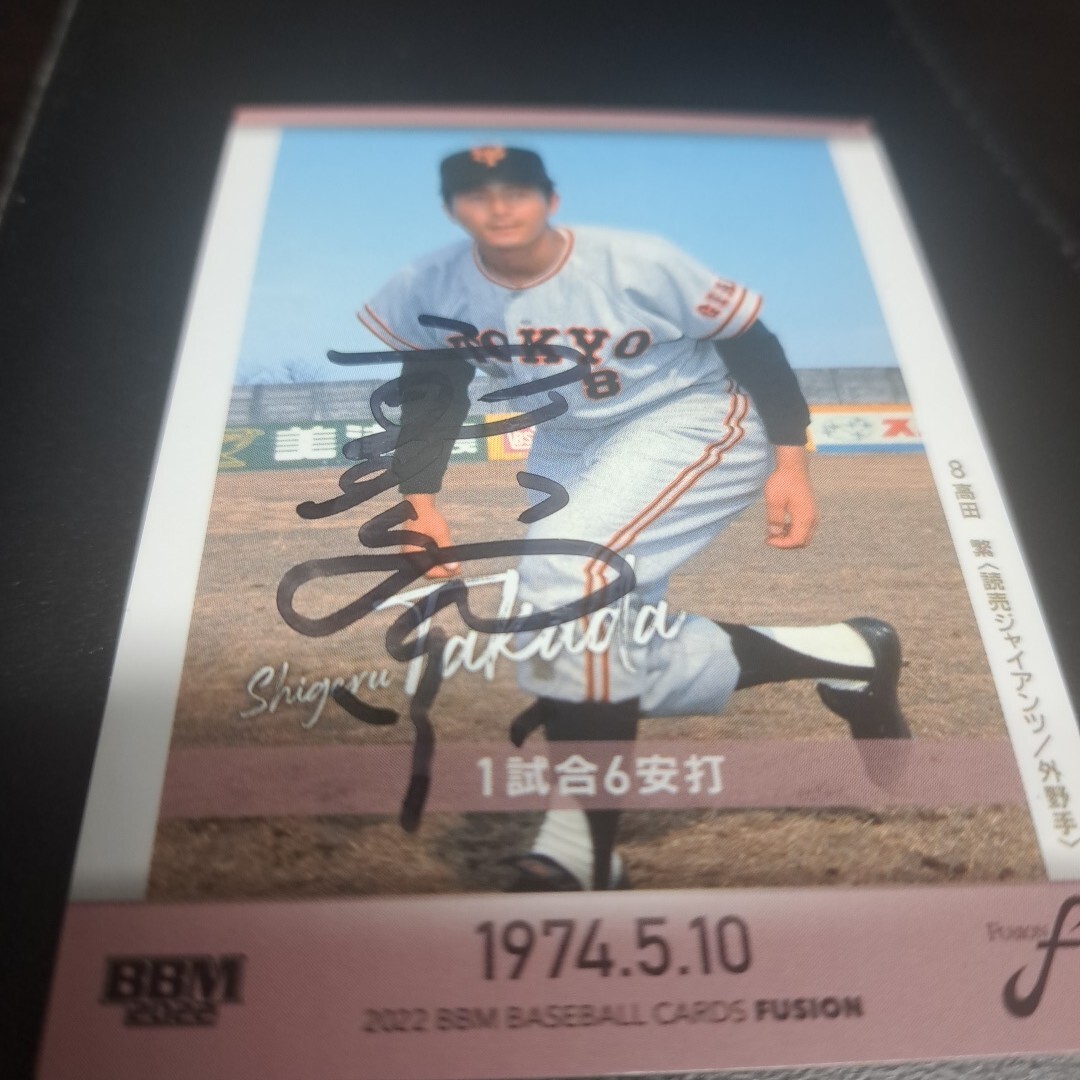 TOKYO
8
GIA
美
Shigeru Takada
1試合6安打
8 高田 繁〈読売ジャイアンツ/外野手〉
1974.5.10
BBM
2022
2022 BBM BASEBALL CARDS FUSION
FUSION
f